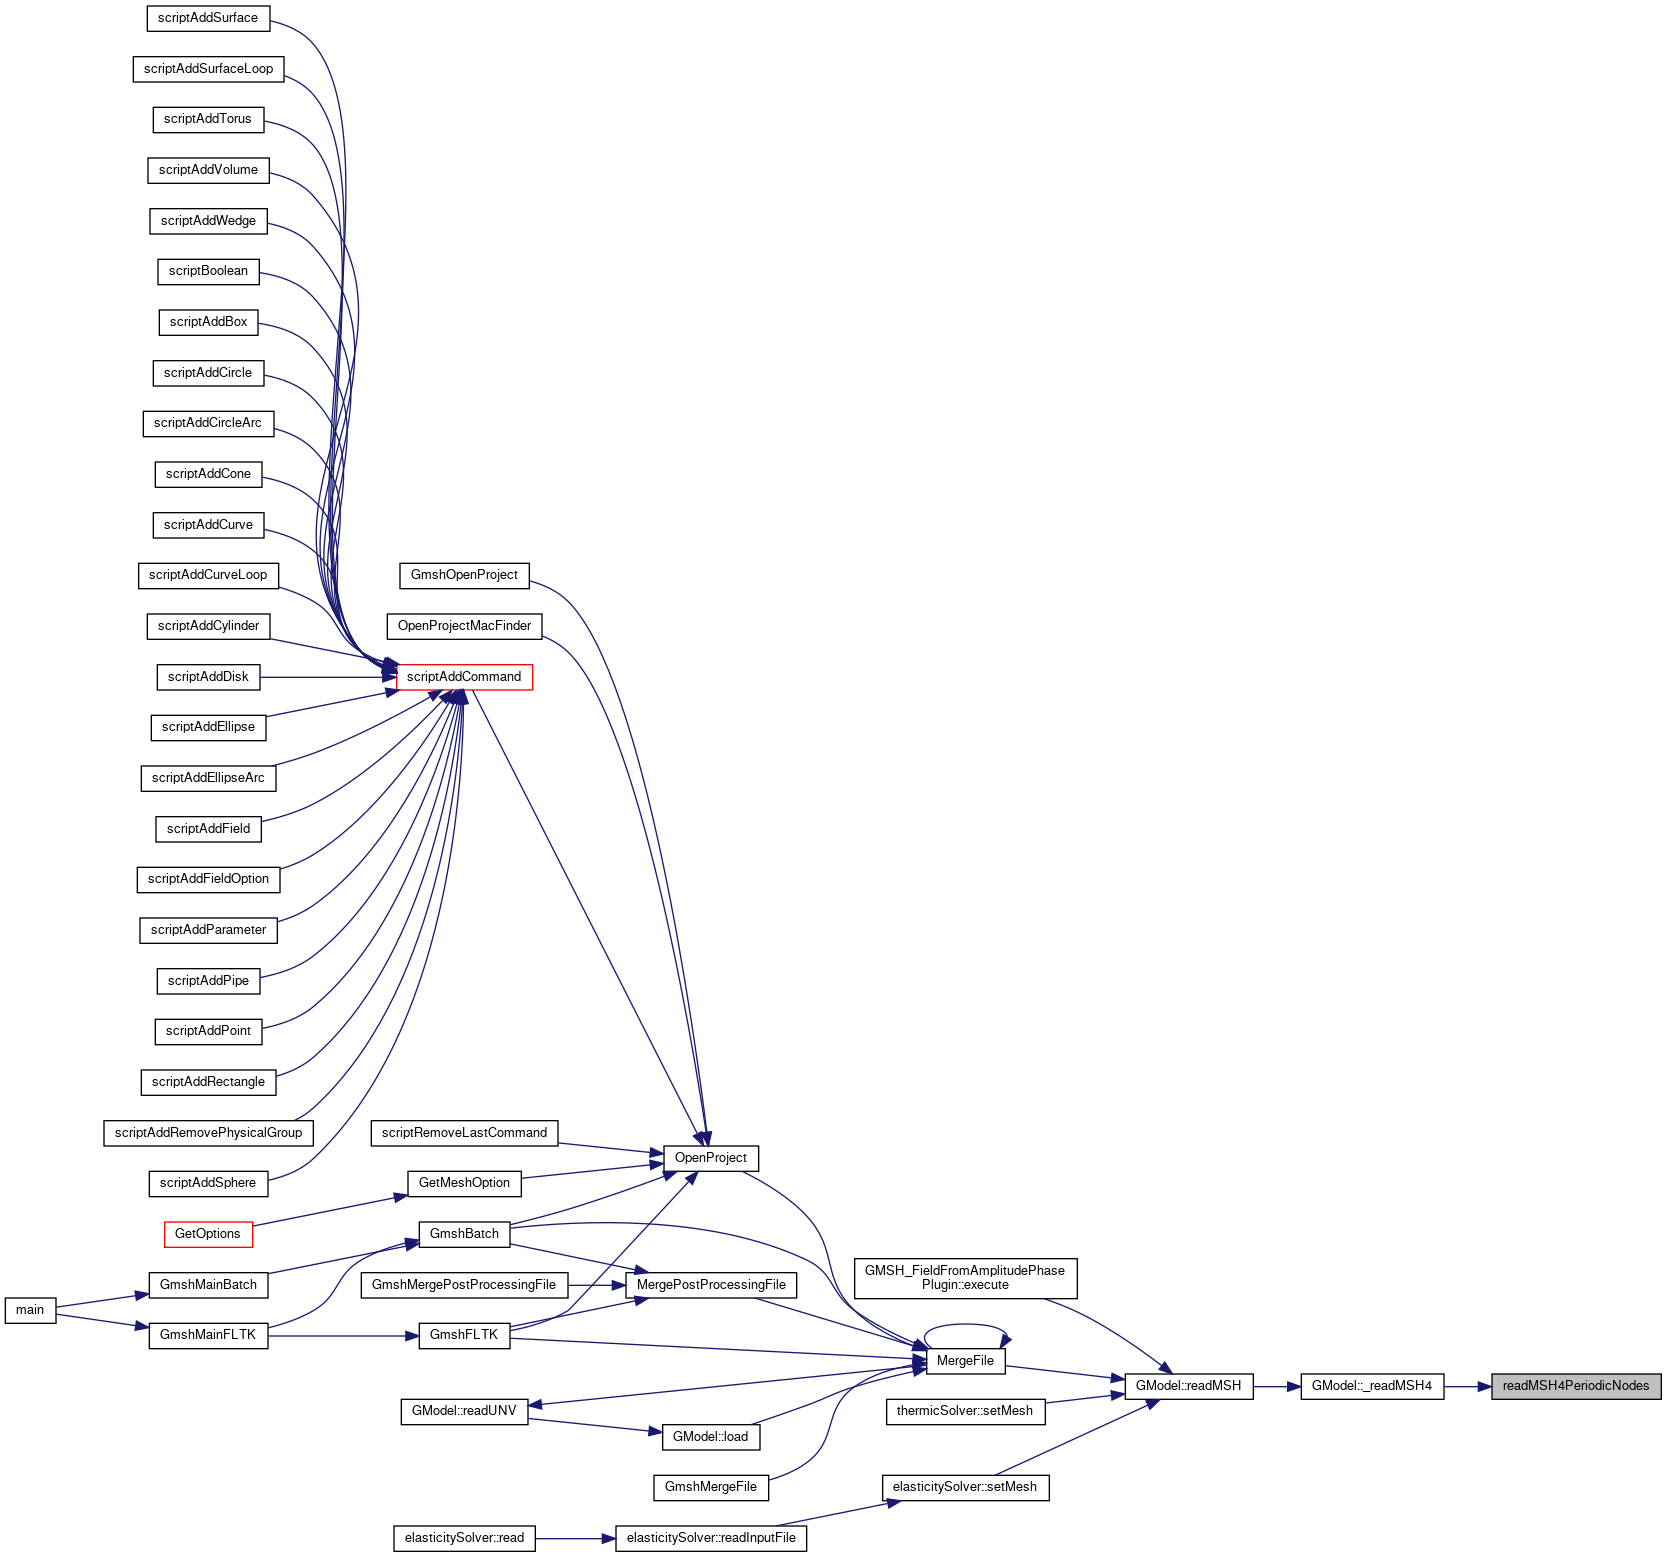 scriptAddSurface
scriptAddSurfaceLoop
scriptAddTorus
scriptAddVolume
scriptAddWedge
scriptBoolean
scriptAddBox
scriptAddCircle
scriptAddCircleArc
scriptAddCone
scriptAddCurve
scriptAddCurveLoop
GmshOpenProject
scriptAddCylinder
OpenProjectMacFinder
scriptAddDisk
scriptAddCommand
scriptAddEllipse
scriptAddEllipseArc
scriptAddField
scriptAddFieldOption
scriptAddParameter
scriptAddPipe
scriptAddPoint
scriptAddRectangle
scriptAddRemovePhysicalGroup
scriptRemoveLastCommand
OpenProject
scriptAddSphere
GetMeshOption
GetOptions
GmshBatch
GmshMainBatch
GmshMergePostProcessingFile
MergePostProcessingFile
GMSH_FieldFromAmplitudePhase
Plugin::execute
main
GmshMainFLTK
GmshFLTK
MergeFile
GModel::readMSH
GModel::_readMSH4
readMSH4PeriodicNodes
GModel::readUNV
thermicSolver::setMesh
GModel::load
GmshMergeFile
elasticitySolver::setMesh
elasticitySolver::read
elasticitySolver::readInputFile